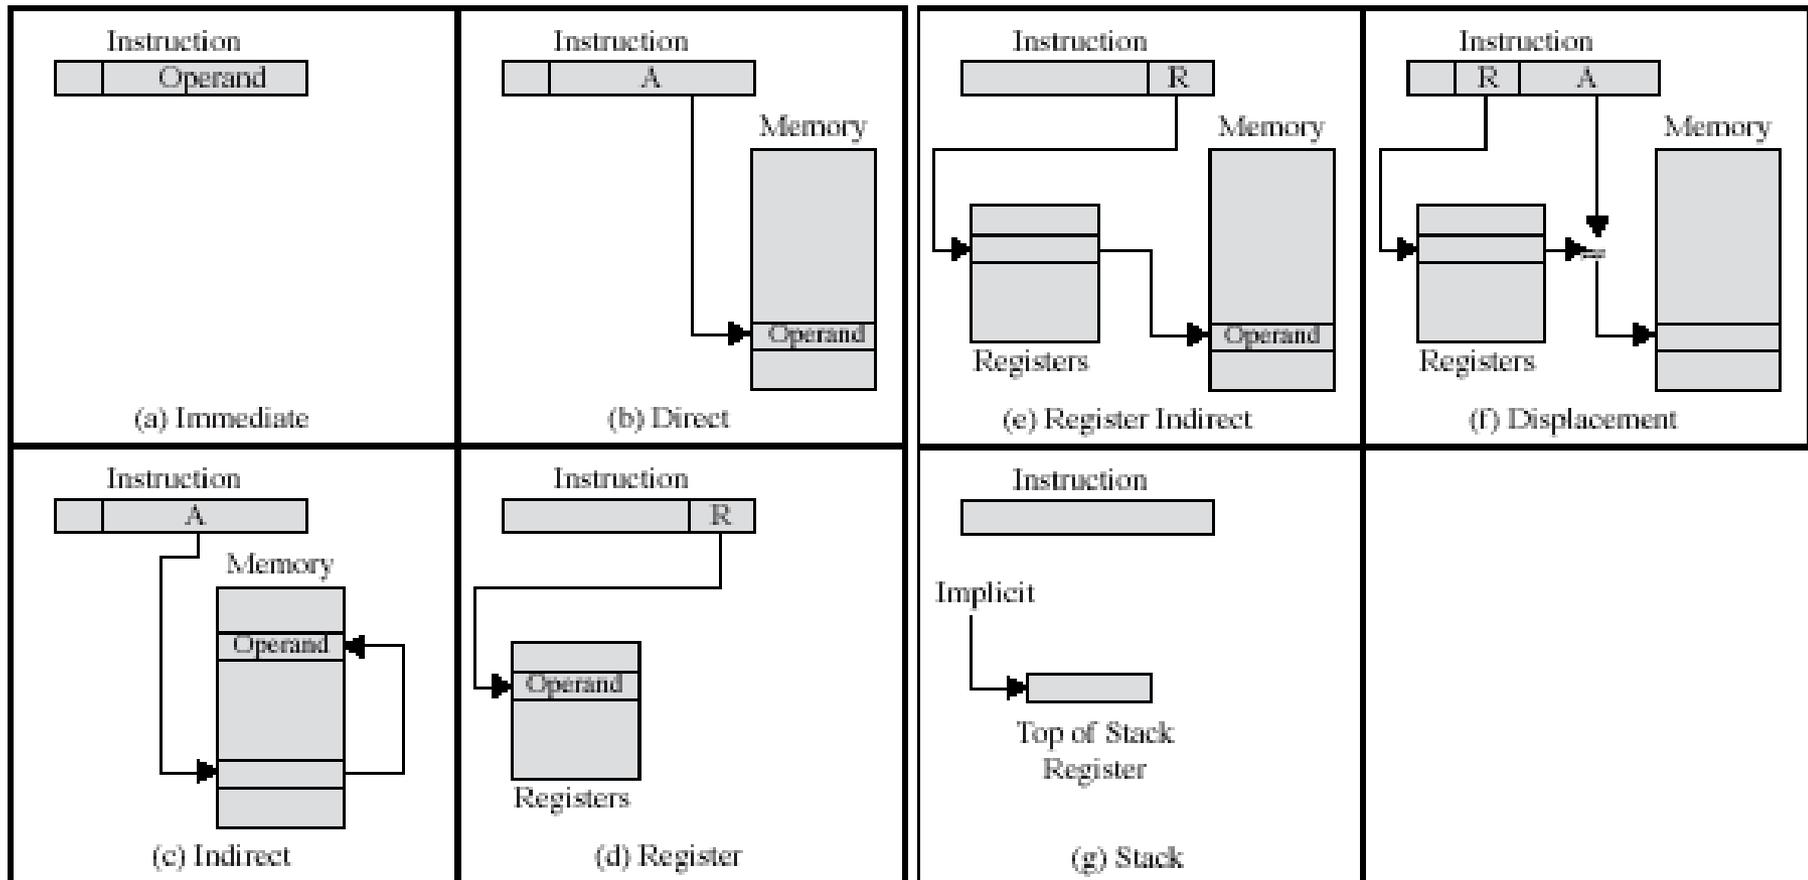 Instruction
Operand
(a) Immediate
Instruction
A
Memory
Operand
(b) Direct
Instruction
R
Memory
Operand
Registers
(e) Register Indirect
Instruction
R A
Memory
Registers
(f) Displacement
Instruction
A
Memory
Operand
(c) Indirect
Instruction
R
Operand
Registers
(d) Register
Instruction
Implicit
Top of Stack
Register
(g) Stack